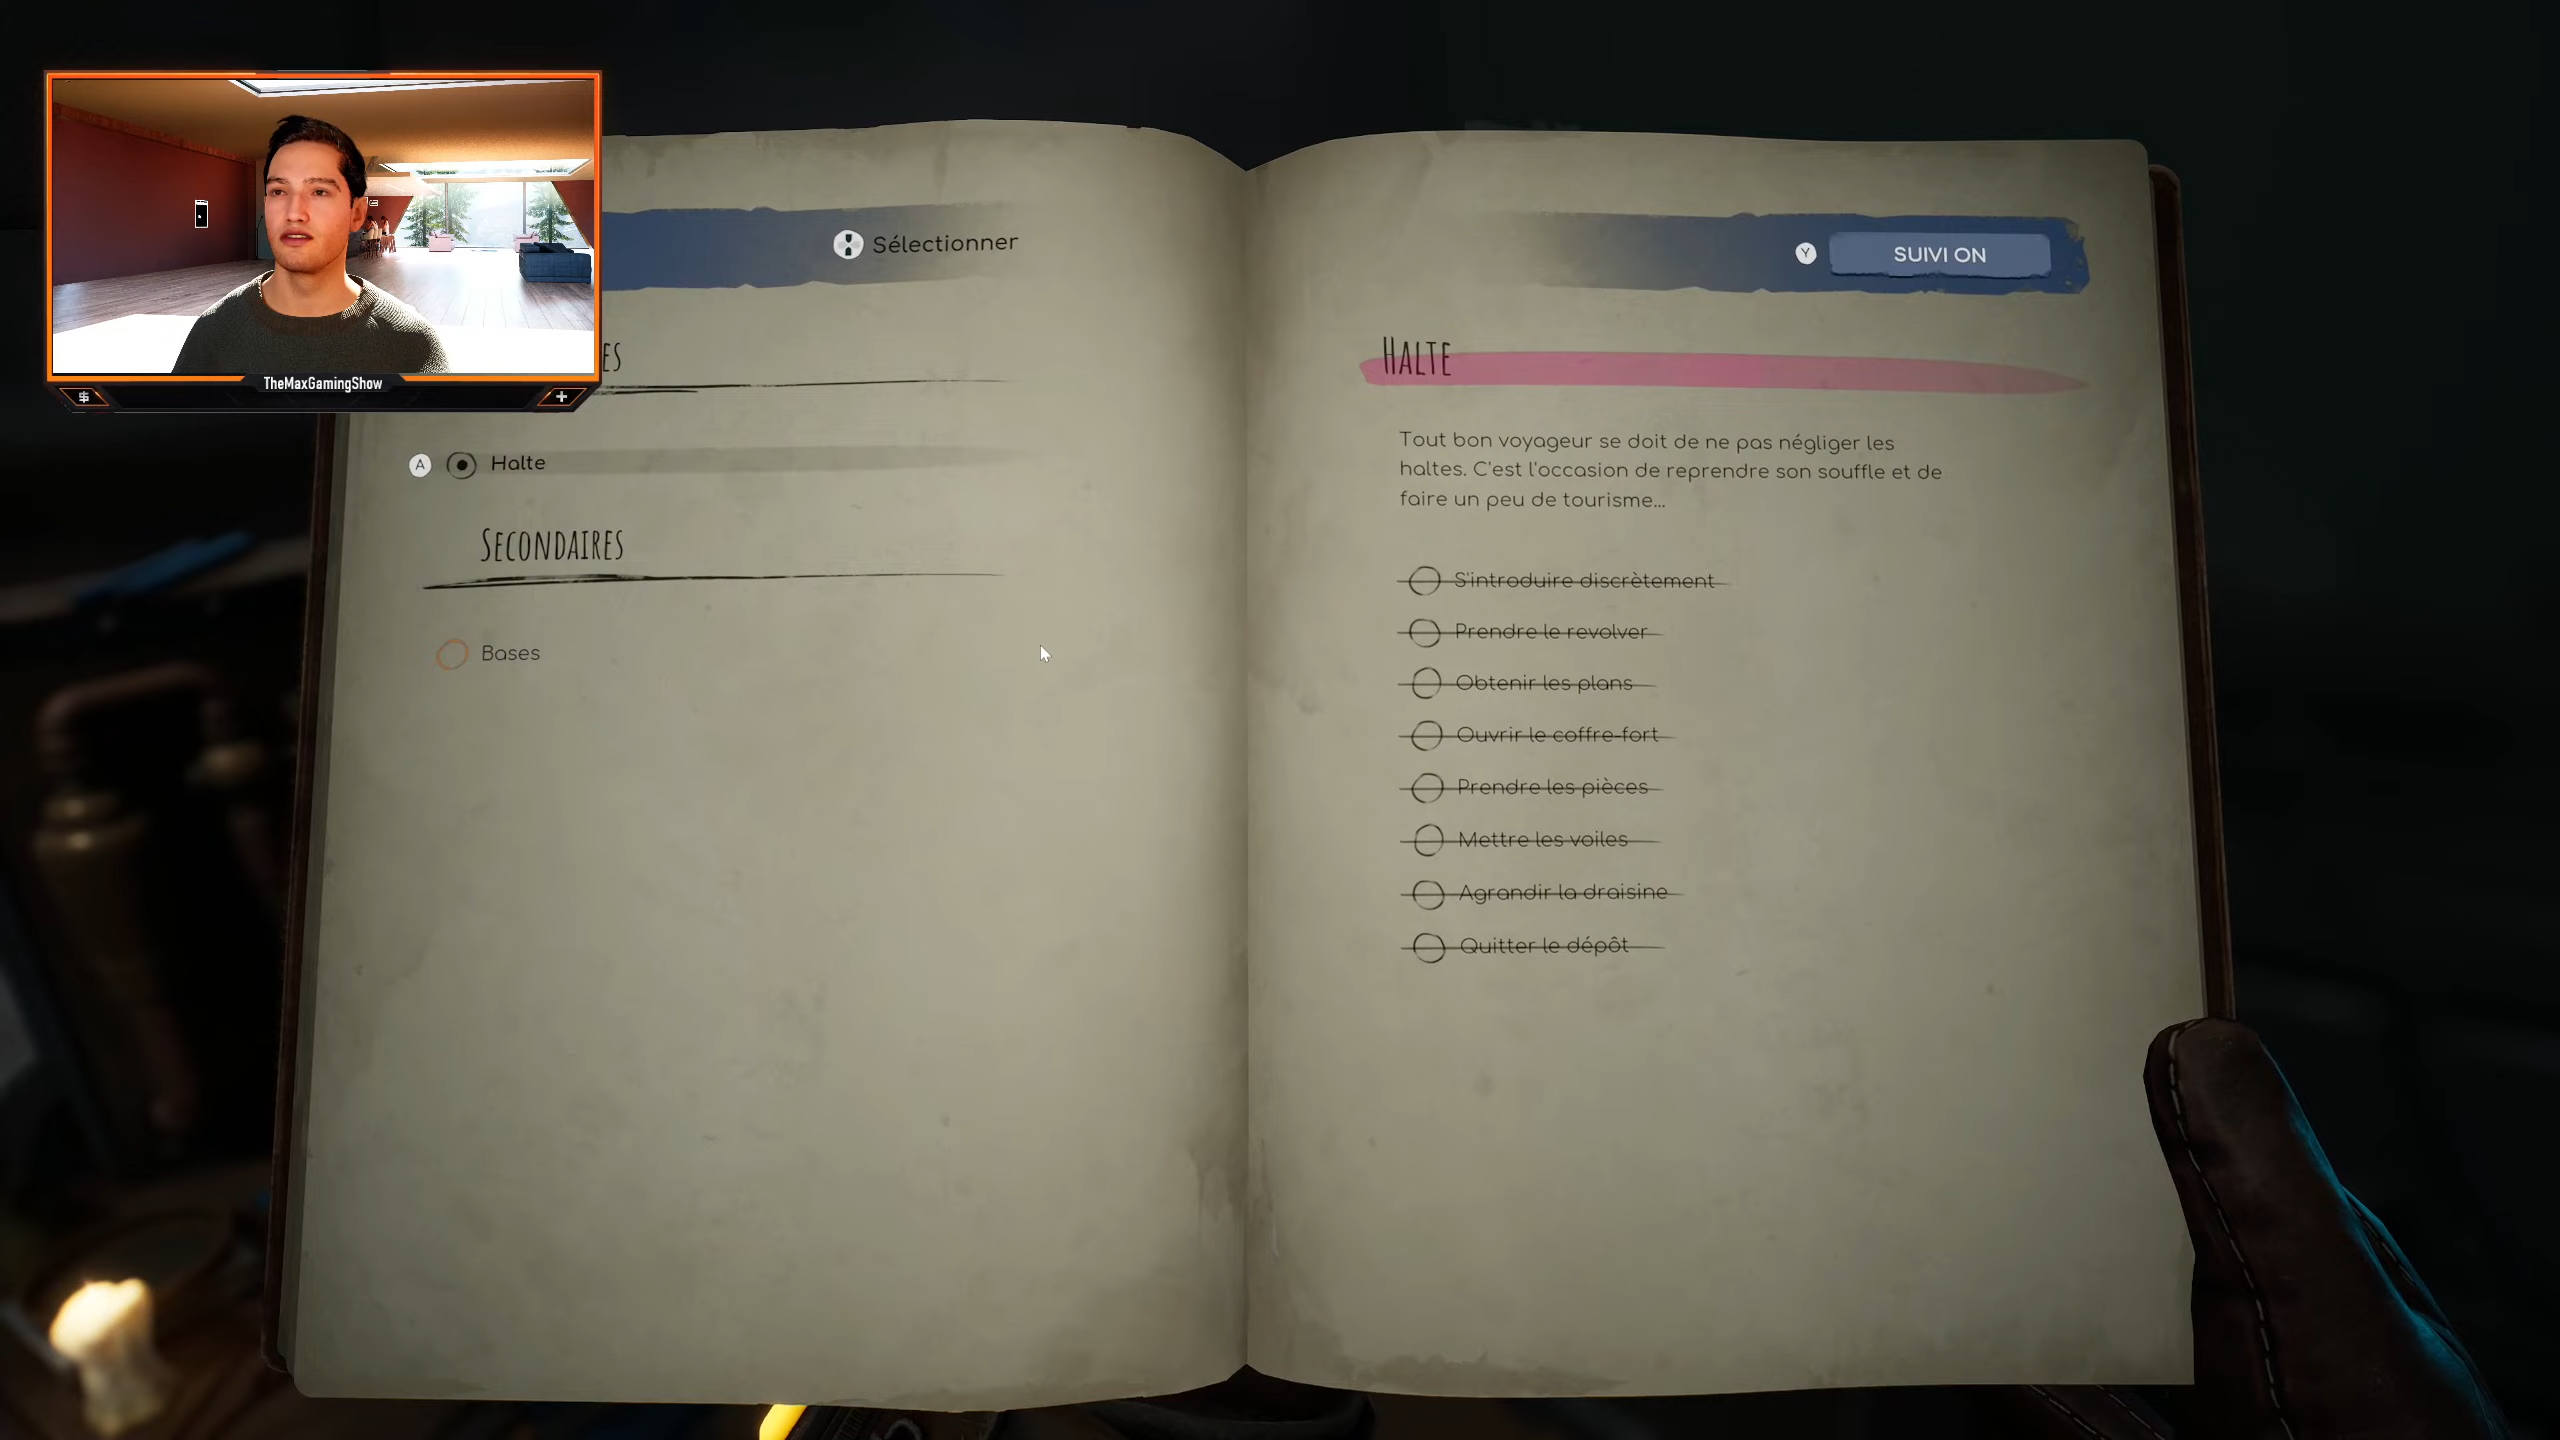 TheMaxGamingShow
Sélectionner
ES
A Halte
SECONDAIRES
Bases
Y SUIVI ON
HALTE
Tout bon voyageur se doit de ne pas négliger les
haltes. C'est l'occasion de reprendre son souffle et de
faire un peu de tourisme...
S'introduire discrètement
Prendre le revolver
Obtenir les plans
Ouvrir le coffre-fort
Prendre les pièces
Mettre les voiles
Agrandir la draisine
Quitter le dépôt